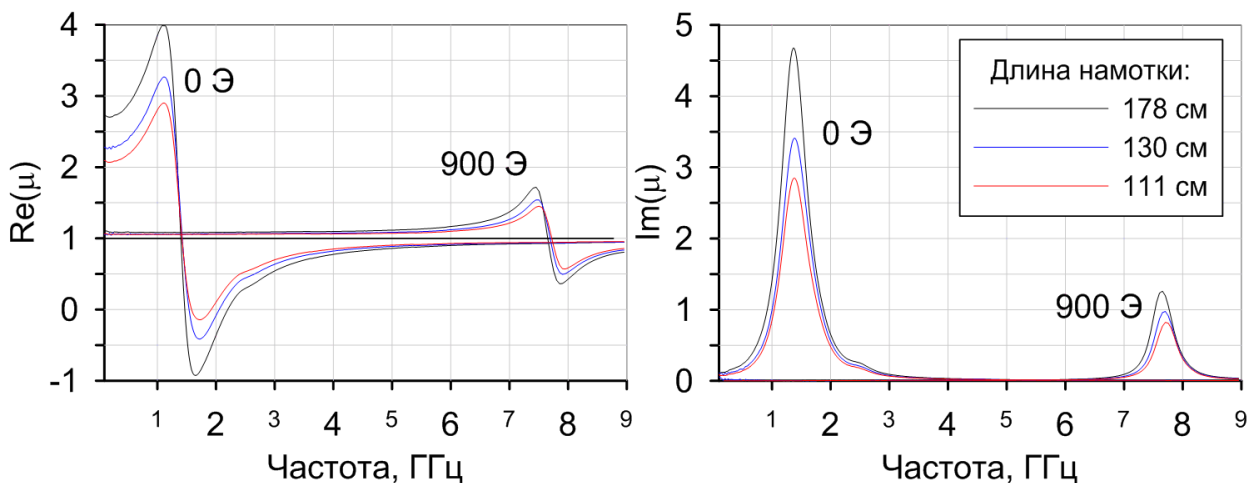 4
3
2
1
0
-1
Re(μ)
0 Э
900 Э
1 2 3 4 5 6 7 8 9
Частота, ГГц
5
4
3
2
1
0
Im(μ)
0 Э
900 Э
Длина намотки:
178 см
130 см
111 см
1 2 3 4 5 6 7 8 9
Частота, ГГц